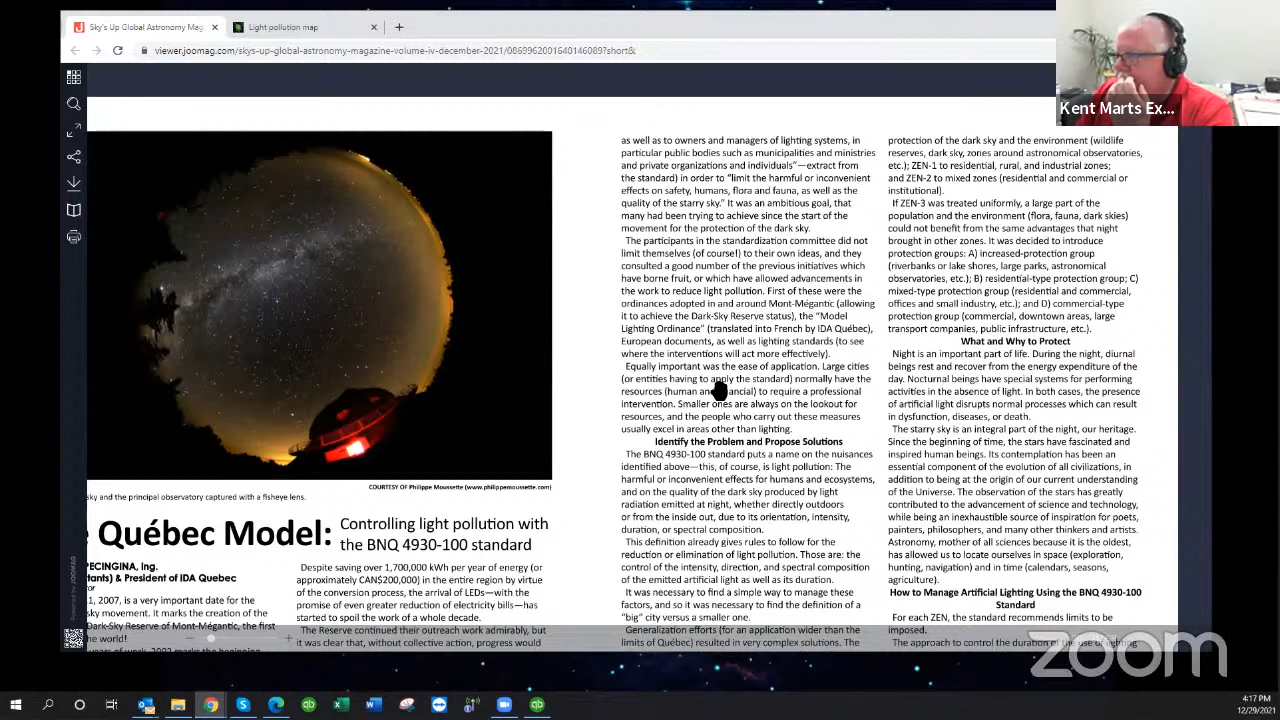 Sky's Up Global Astronomy Mag
Light pollution map
viewer.joomag.com/skys-up-global-astronomy-magazine-volume-iv-december-2021/0869962001640146089?short&
Kent Marts Ex...
COURTESY OF Philippe Moussette (www.philippemoussette.com)
sky and the principal observatory captured with a fisheye lens.
Québec Model:
Controlling light pollution with
the BNQ 4930-100 standard
PECINGINA, Ing.
tants) & President of IDA Quebec
1, 2007, is a very important date for the
sky movement. It marks the creation of the
Dark-Sky Reserve of Mont-Mégantic, the first
the world!
Despite saving over 1,700,000 kWh per year of energy (or
approximately CAN$200,000) in the entire region by virtue
of the conversion process, the arrival of LEDs—with the
promise of even greater reduction of electricity bills—has
started to spoil the work of a whole decade.
The Reserve continued their outreach work admirably, but
it was clear that, without collective action, progress would
as well as to owners and managers of lighting systems, in
particular public bodies such as municipalities and ministries
and private organizations and individuals"—extract from
the standard) in order to "limit the harmful or inconvenient
effects on safety, humans, flora and fauna, as well as the
quality of the starry sky." It was an ambitious goal, that
many had been trying to achieve since the start of the
movement for the protection of the dark sky.
The participants in the standardization committee did not
limit themselves (of course!) to their own ideas, and they
consulted a good number of the previous initiatives which
have borne fruit, or which have allowed advancements in
the work to reduce light pollution. First of these were the
ordinances adopted in and around Mont-Mégantic (allowing
it to achieve the Dark-Sky Reserve status), the "Model
Lighting Ordinance" (translated into French by IDA Québec),
European documents, as well as lighting standards (to see
where the interventions will act more effectively).
Equally important was the ease of application. Large cities
(or entities having to apply the standard) normally have the
resources (human an ancial) to require a professional
intervention. Smaller ones are always on the lookout for
resources, and the people who carry out these measures
usually excel in areas other than lighting.
Identify the Problem and Propose Solutions
The BNQ 4930-100 standard puts a name on the nuisances
identified above—this, of course, is light pollution: The
harmful or inconvenient effects for humans and ecosystems,
and on the quality of the dark sky produced by light
radiation emitted at night, whether directly outdoors
or from the inside out, due to its orientation, intensity,
duration, or spectral composition.
This definition already gives rules to follow for the
reduction or elimination of light pollution. Those are: the
control of the intensity, direction, and spectral composition
of the emitted artificial light as well as its duration.
It was necessary to find a simple way to manage these
factors, and so it was necessary to find the definition of a
"big" city versus a smaller one.
Generalization efforts (for an application wider than the
limits of Québec) resulted in very complex solutions. The
protection of the dark sky and the environment (wildlife
reserves, dark sky, zones around astronomical observatories,
etc.); ZEN-1 to residential, rural, and industrial zones;
and ZEN-2 to mixed zones (residential and commercial or
institutional).
If ZEN-3 was treated uniformly, a large part of the
population and the environment (flora, fauna, dark skies)
could not benefit from the same advantages that night
brought in other zones. It was decided to introduce
protection groups: A) increased-protection group
(riverbanks or lake shores, large parks, astronomical
observatories, etc.); B) residential-type protection group; C)
mixed-type protection group (residential and commercial,
offices and small industry, etc.); and D) commercial-type
protection group (commercial, downtown areas, large
transport companies, public infrastructure, etc.).
What and Why to Protect
Night is an important part of life. During the night, diurnal
beings rest and recover from the energy expenditure of the
day. Nocturnal beings have special systems for performing
activities in the absence of light. In both cases, the presence
of artificial light disrupts normal processes which can result
in dysfunction, diseases, or death.
The starry sky is an integral part of the night, our heritage.
Since the beginning of time, the stars have fascinated and
inspired human beings. Its contemplation has been an
essential component of the evolution of all civilizations, in
addition to being at the origin of our current understanding
of the Universe. The observation of the stars has greatly
contributed to the advancement of science and technology,
while being an inexhaustible source of inspiration for poets,
painters, philosophers, and many other thinkers and artists.
Astronomy, mother of all sciences because it is the oldest,
has allowed us to locate ourselves in space (exploration,
hunting, navigation) and in time (calendars, seasons,
agriculture).
How to Manage Artificial Lighting Using the BNQ 4930-100
Standard
For each ZEN, the standard recommends limits to be
imposed.
The approach to control the duration of the use of lighting
Powered by JOOMAG
zoom
4:17 PM
12/29/2021